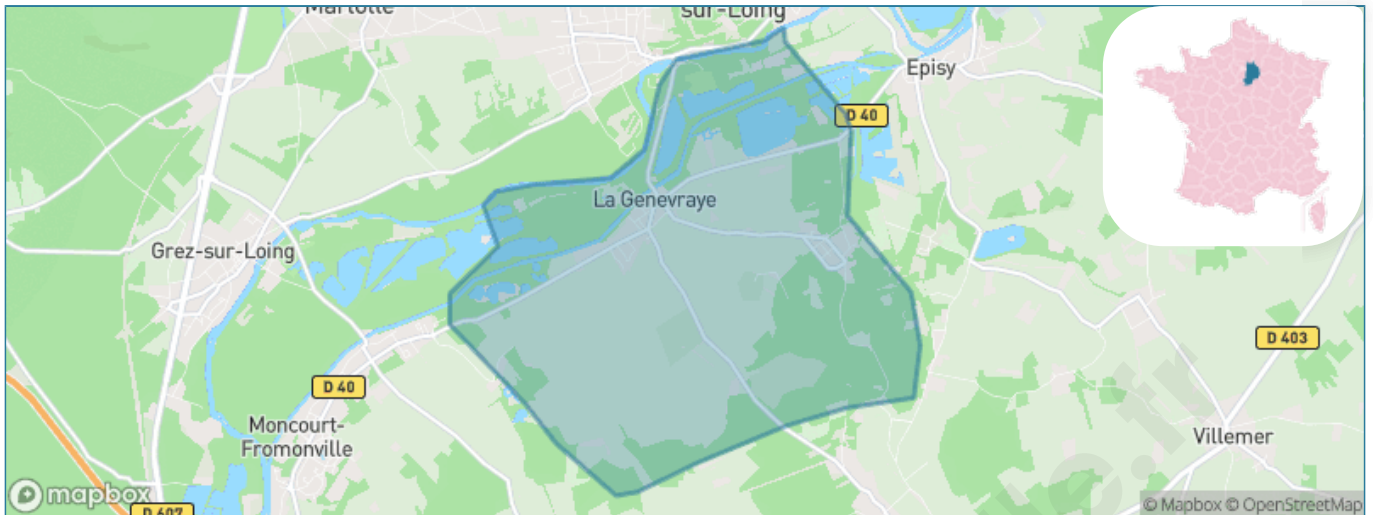 sur-Loing
Episy
D 40
La Genevraye
Grez-sur-Loing
D 403
D 40
Moncourt-
Fromonville
Villemer
mapbox
© Mapbox © OpenStreetMap